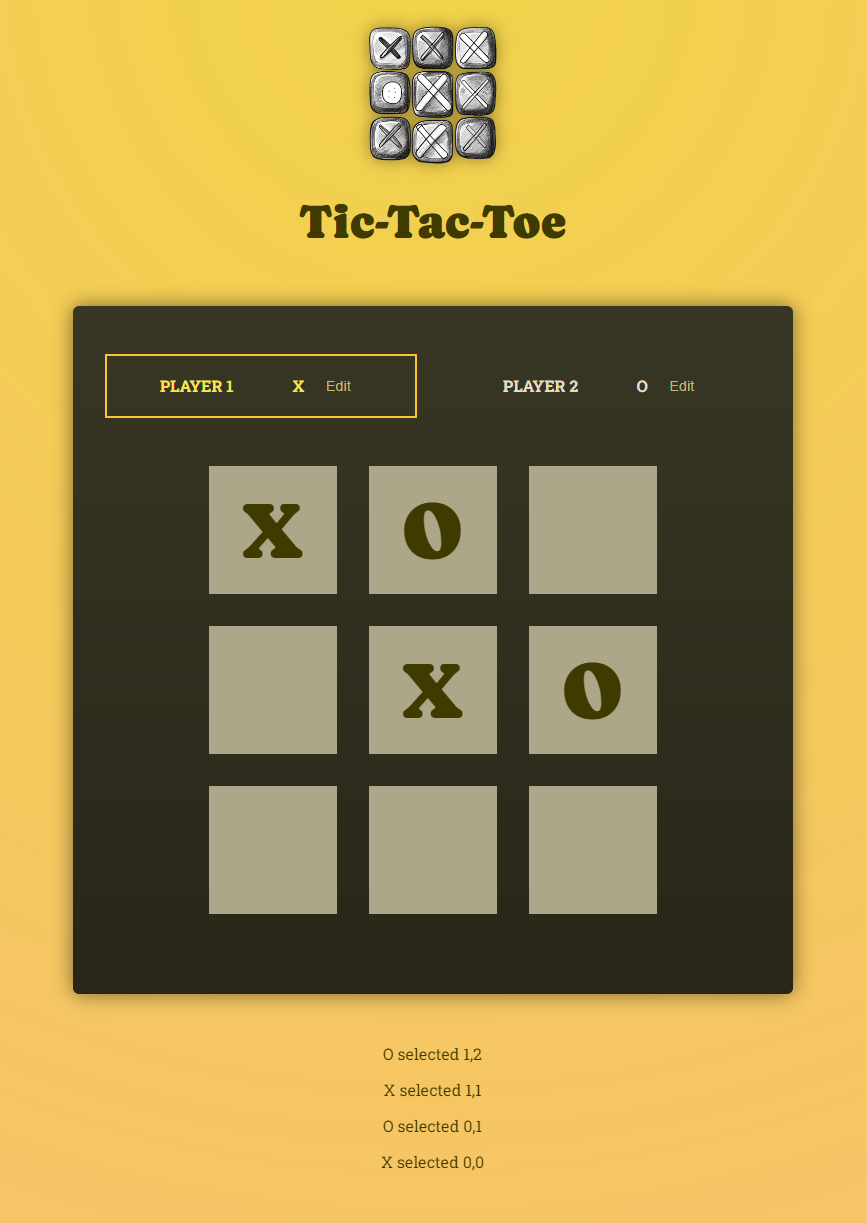 Tic-Tac-Toe
PLAYER 1 X Edit PLAYER 2 O Edit
X O
X O
O selected 1,2
X selected 1,1
O selected 0,1
X selected 0,0